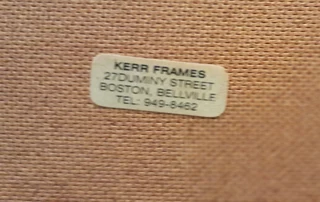 KERR FRAMES
27DUMINY STREET
BOSTON, BELLVILLE
TEL: 949-8462